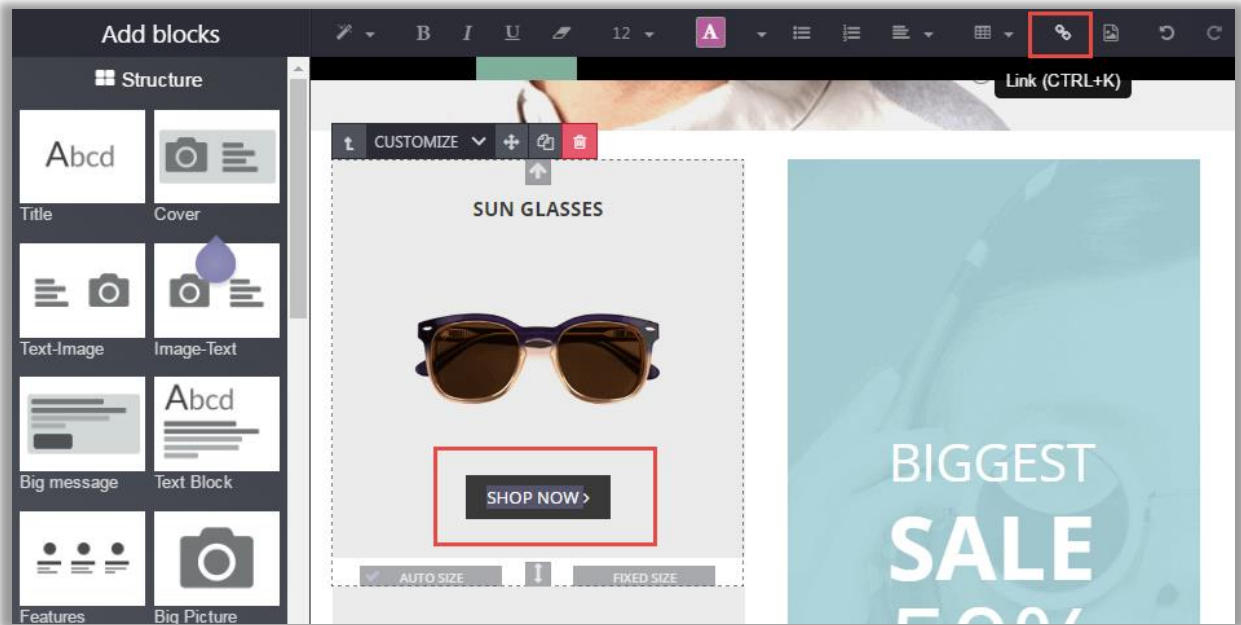 Add blocks
B I U 12 A
Structure
Link (CTRL+K)
CUSTOMIZE
Abcd
Title
Cover
SUN GLASSES
Text-Image
Image-Text
Abcd
Big message
Text Block
BIGGEST
SHOP NOW ›
SALE
AUTO SIZE
FIXED SIZE
50%
Features
Big Picture